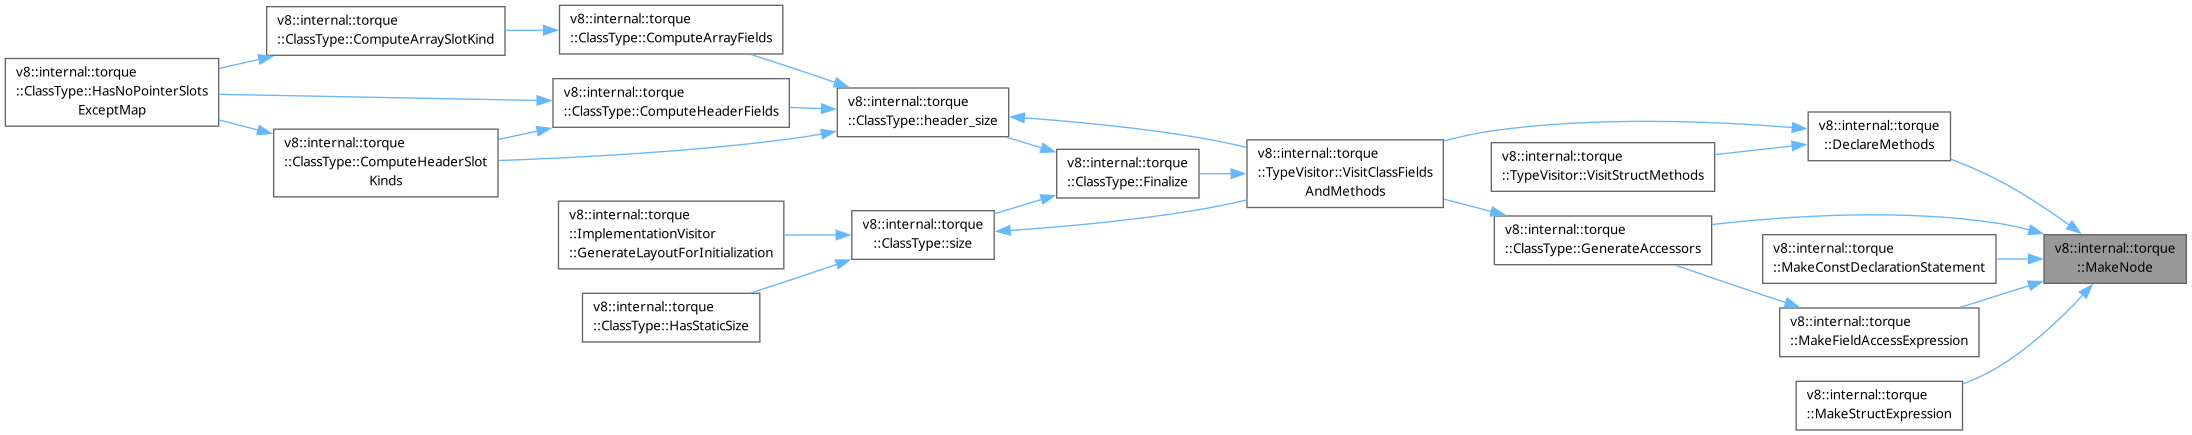 v8::internal::torque
::ClassType::HasNoPointerSlots
ExceptMap
v8::internal::torque
::ClassType::ComputeArraySlotKind
v8::internal::torque
::ClassType::ComputeHeaderSlot
Kinds
v8::internal::torque
::ClassType::ComputeArrayFields
v8::internal::torque
::ClassType::ComputeHeaderFields
v8::internal::torque
::ImplementationVisitor
::GenerateLayoutForInitialization
v8::internal::torque
::ClassType::HasStaticSize
v8::internal::torque
::ClassType::header_size
v8::internal::torque
::ClassType::size
v8::internal::torque
::ClassType::Finalize
v8::internal::torque
::TypeVisitor::VisitClassFields
AndMethods
v8::internal::torque
::TypeVisitor::VisitStructMethods
v8::internal::torque
::ClassType::GenerateAccessors
v8::internal::torque
::DeclareMethods
v8::internal::torque
::MakeConstDeclarationStatement
v8::internal::torque
::MakeFieldAccessExpression
v8::internal::torque
::MakeStructExpression
v8::internal::torque
::MakeNode